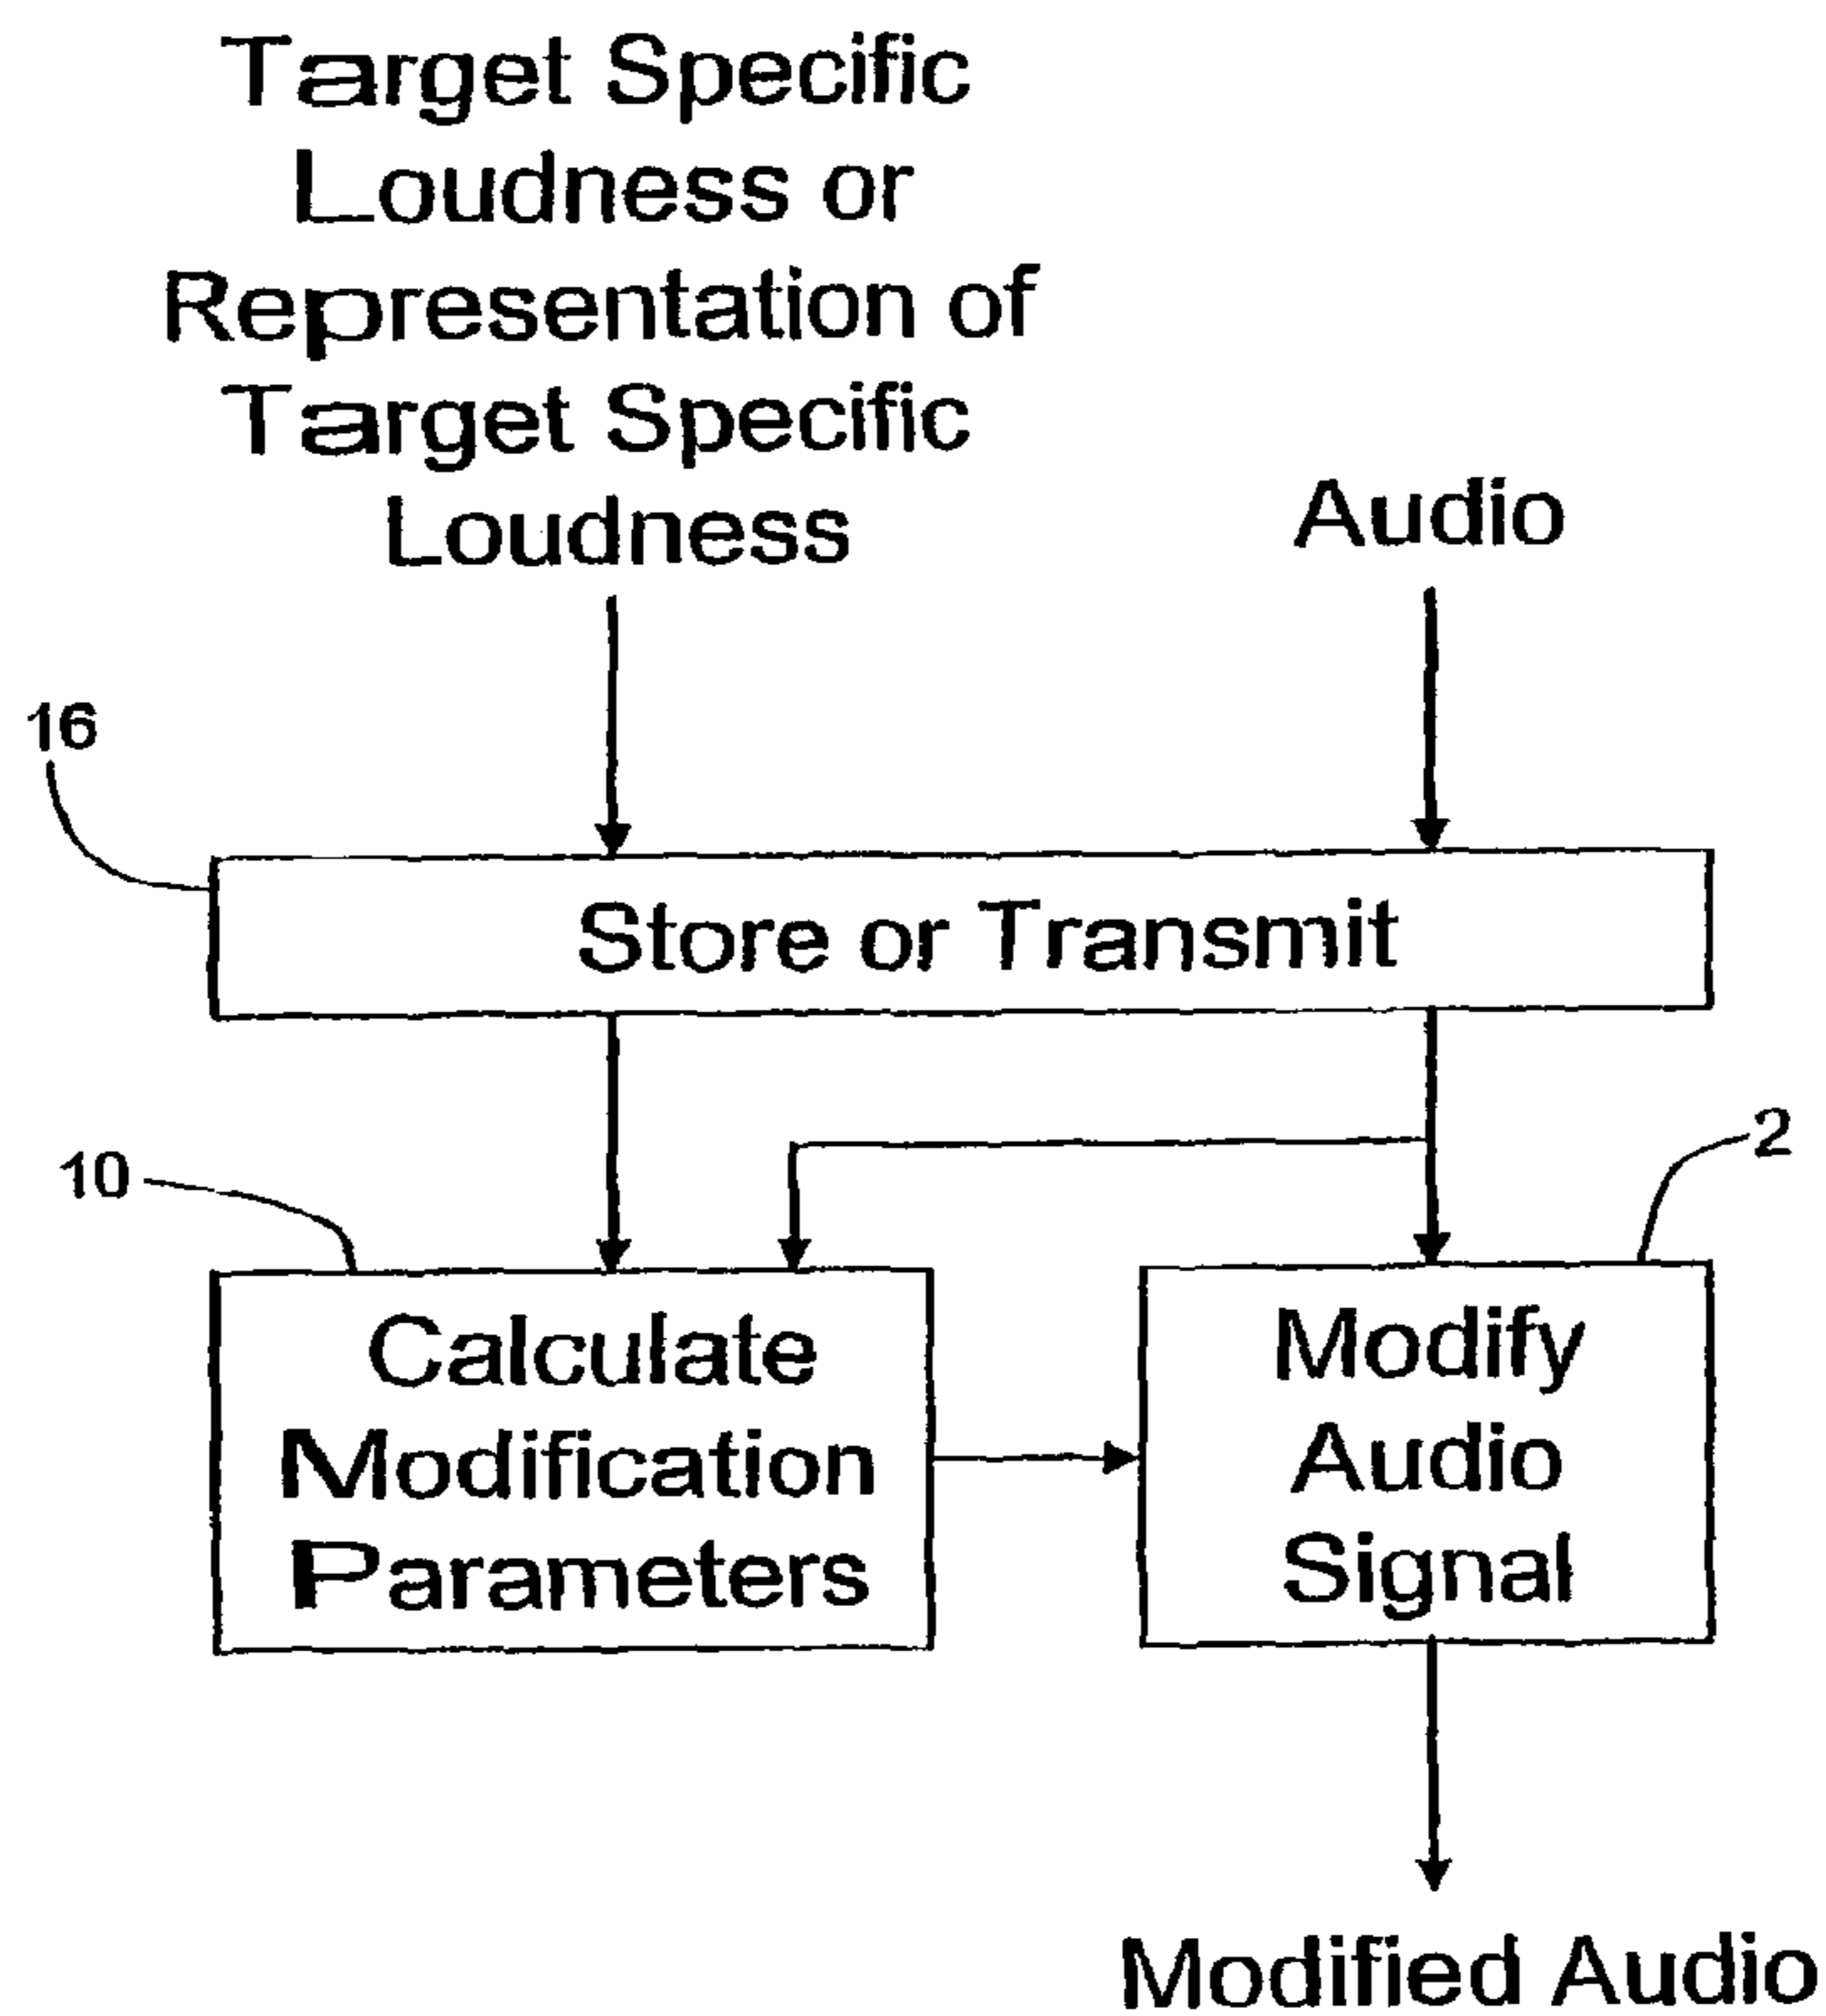 Target Specific
Loudness or
Representation of
Target Specific
Loudness
Audio
16
Store or Transmit
10
2
Calculate
Modification
Parameters
Modify
Audio
Signal
Modified Audio